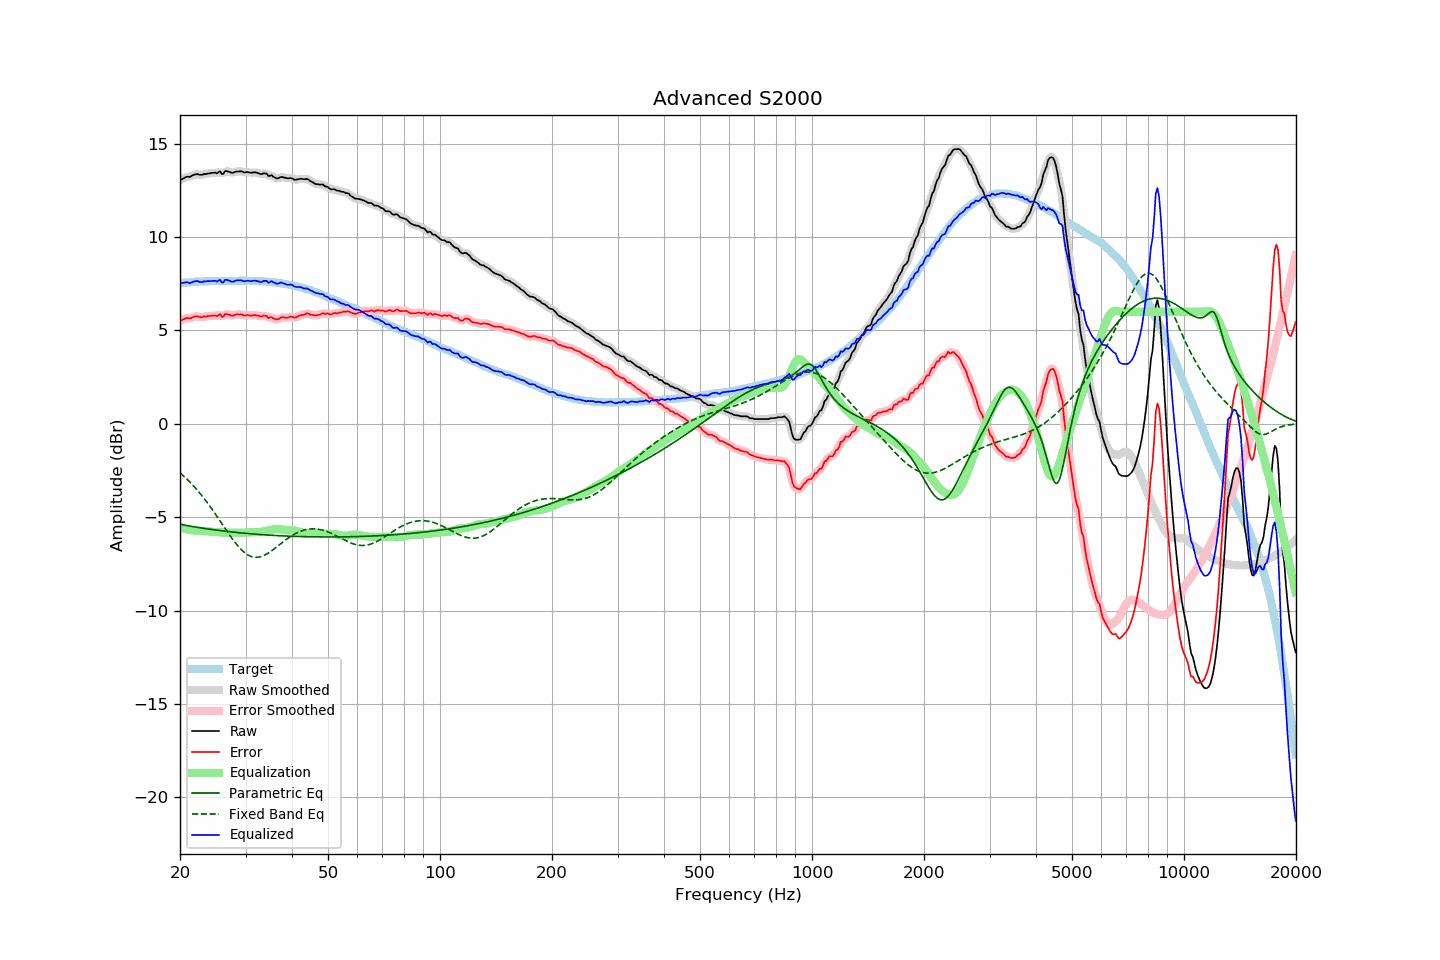 Advanced S2000
Amplitude (dBr)
15
10
5
0
−5
−10
−15
−20
Target
Raw Smoothed
Error Smoothed
Raw
Error
Equalization
Parametric Eq
Fixed Band Eq
Equalized
20 50 100 200 500 1000 2000 5000 10000 20000
Frequency (Hz)